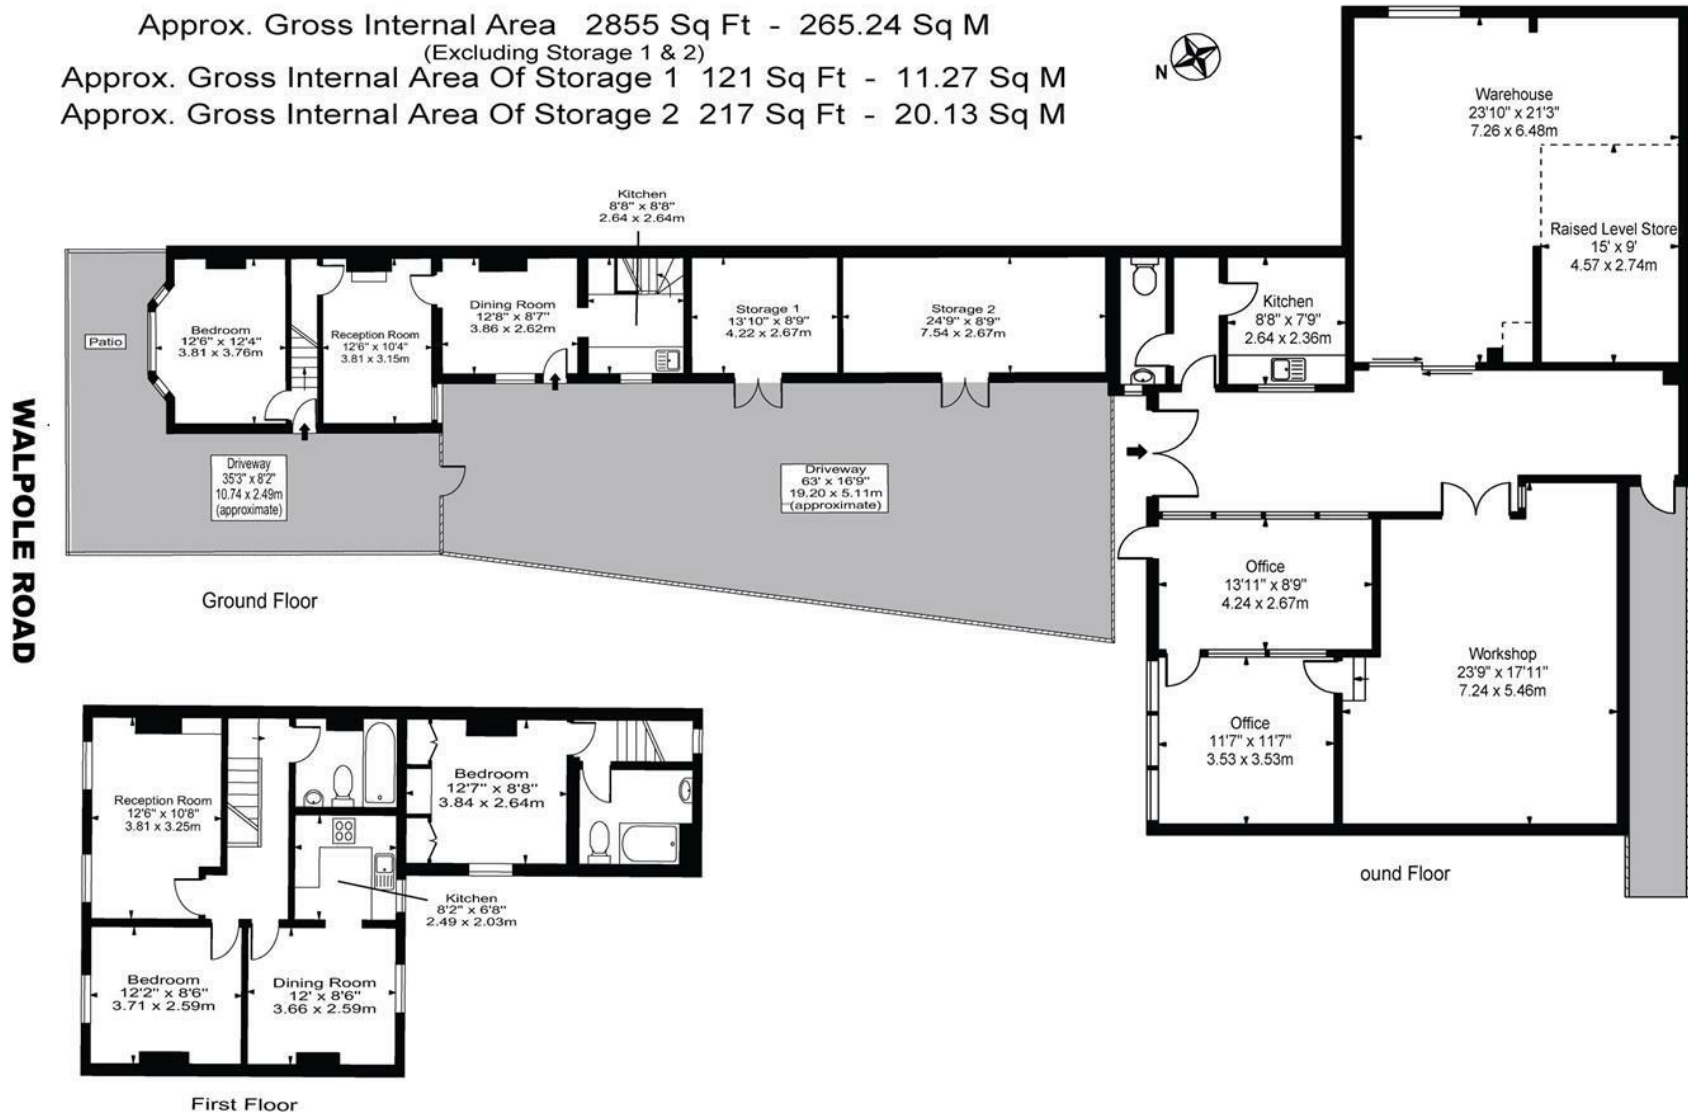 Approx. Gross Internal Area 2855 Sq Ft - 265.24 Sq M
(Excluding Storage 1 & 2)
Approx. Gross Internal Area Of Storage 1 121 Sq Ft - 11.27 Sq M
Approx. Gross Internal Area Of Storage 2 217 Sq Ft - 20.13 Sq M
N
Warehouse
23'10" x 21'3"
7.26 x 6.48m
Raised Level Store
15' x 9'
4.57 x 2.74m
Kitchen
8'8" x 8'8"
2.64 x 2.64m
Patio
Bedroom
12'6" x 12'4"
3.81 x 3.76m
Reception Room
12'6" x 10'4"
3.81 x 3.15m
Dining Room
12'8" x 8'7"
3.86 x 2.62m
Storage 1
13'10" x 8'9"
4.22 x 2.67m
Storage 2
24'9" x 8'9"
7.54 x 2.67m
Kitchen
8'8" x 7'9"
2.64 x 2.36m
WALPOLE ROAD
Driveway
35'3" x 8'2"
10.74 x 2.49m
(approximate)
Driveway
63' x 16'9"
19.20 x 5.11m
(approximate)
Office
13'11" x 8'9"
4.24 x 2.67m
Workshop
23'9" x 17'11"
7.24 x 5.46m
Office
11'7" x 11'7"
3.53 x 3.53m
Ground Floor
ound Floor
Reception Room
12'6" x 10'8"
3.81 x 3.25m
Bedroom
12'7" x 8'8"
3.84 x 2.64m
Kitchen
8'2" x 6'8"
2.49 x 2.03m
Bedroom
12'2" x 8'6"
3.71 x 2.59m
Dining Room
12' x 8'6"
3.66 x 2.59m
First Floor